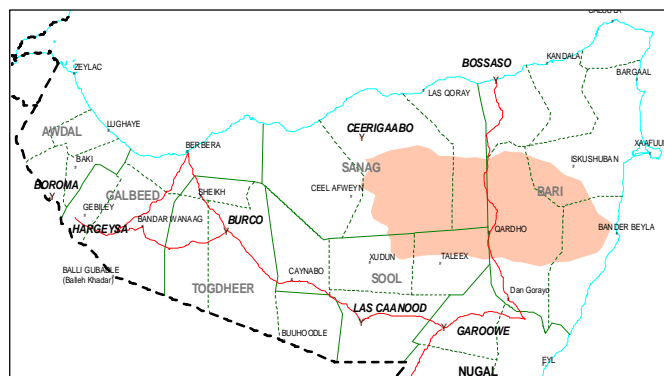 BOSSASO
KANDALA
ZEYLAC
BARGAAL
LAS QORAY
AWDAL
LUGHAYE
CEERIGAABO
XAAFUUN
BERBERA
BAKI
SANAG
ISKUSHUBAN
BOROMA
GALBEED
SHEIKH
CEEL AFWEYN
BARI
GEBILEY
HARGEYSA
BANDAR WANAAG
BURCO
QARDHO
BANDER BEYLA
BALLI GUBADLE
(Balleh Khadar)
XUDUN
TALEEX
CAYNABO
SOOL
TOGDHEER
Dan Gorayo
LAS CAANOOD
BUUHOODLE
GAROOWE
NUGAL
EYL